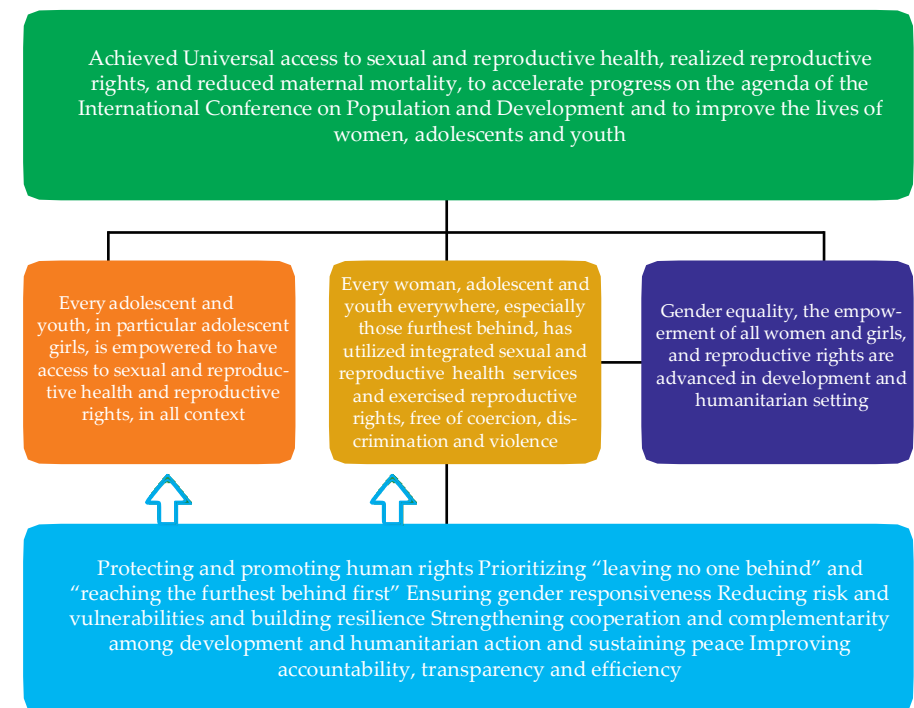 Achieved Universal access to sexual and reproductive health, realized reproductive
rights, and reduced maternal mortality, to accelerate progress on the agenda of the
International Conference on Population and Development and to improve the lives of
women, adolescents and youth
Every adolescent and
youth, in particular adolescent
girls, is empowered to have
access to sexual and reproduc-
tive health and reproductive
rights, in all context
Every woman, adolescent and
youth everywhere, especially
those furthest behind, has
utilized integrated sexual and
reproductive health services
and exercised reproductive
rights, free of coercion, dis-
crimination and violence
Gender equality, the empow-
erment of all women and girls,
and reproductive rights are
advanced in development and
humanitarian setting
Protecting and promoting human rights Prioritizing “leaving no one behind” and
“reaching the furthest behind first” Ensuring gender responsiveness Reducing risk and
vulnerabilities and building resilience Strengthening cooperation and complementarity
among development and humanitarian action and sustaining peace Improving
accountability, transparency and efficiency